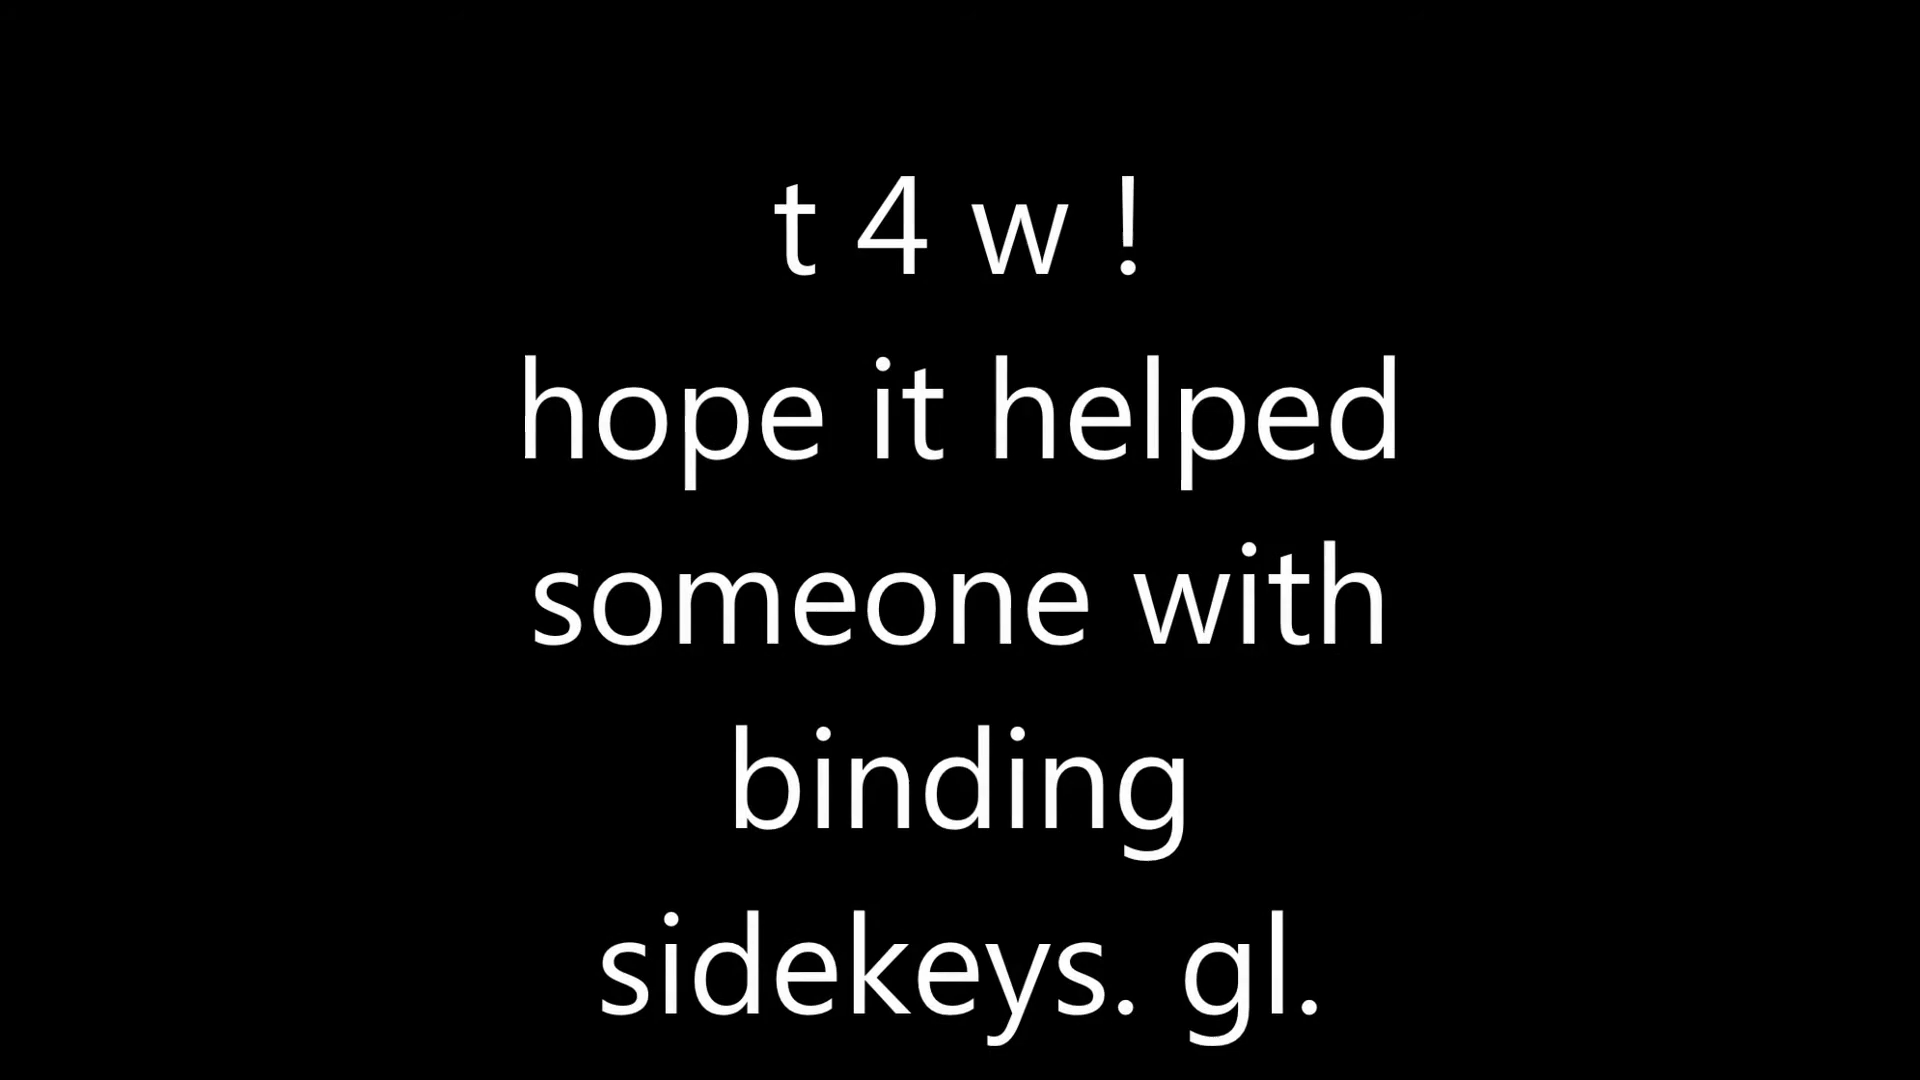 t 4 w !
hope it helped
someone with
binding
sidekeys. gl.